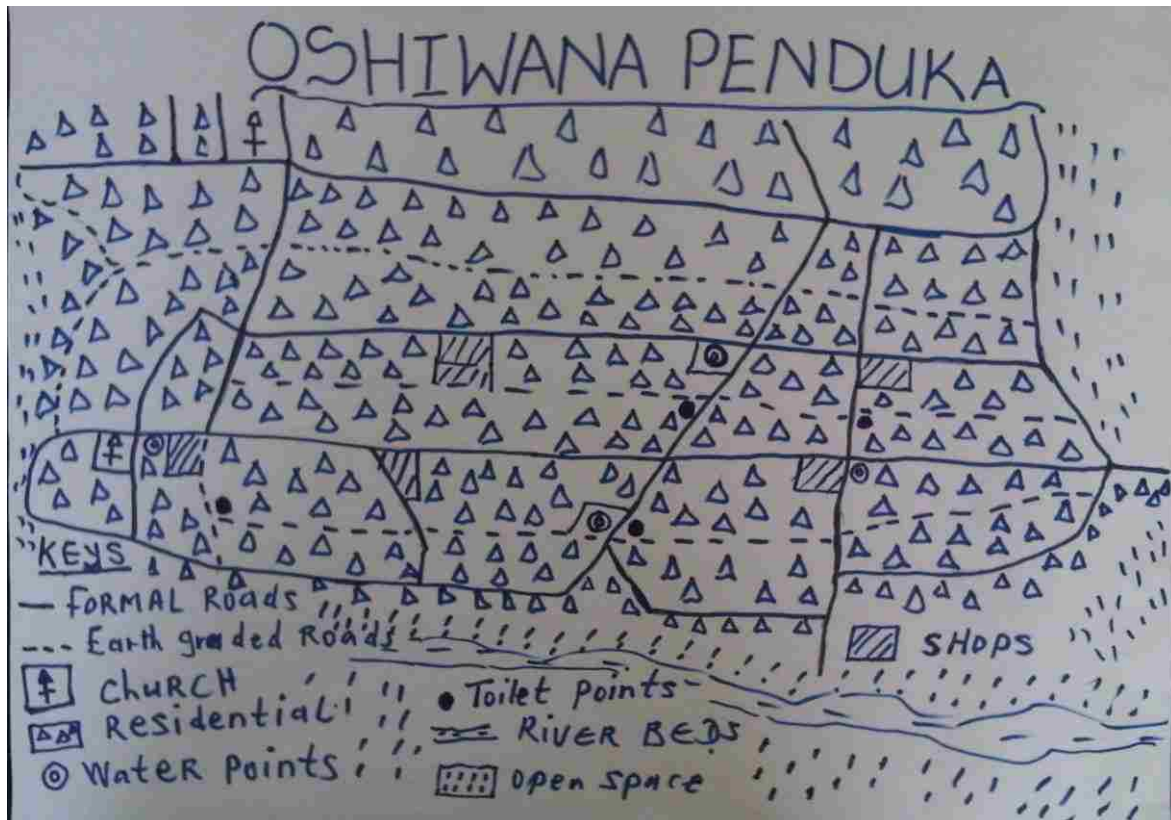 OSHIWANA PENDUKA
KEYS
FORMAL Roads
Earth graded Roads
ChURCH
Residential
Water Points
Toilet Points
RIVER BEDS
Open space
SHOPS